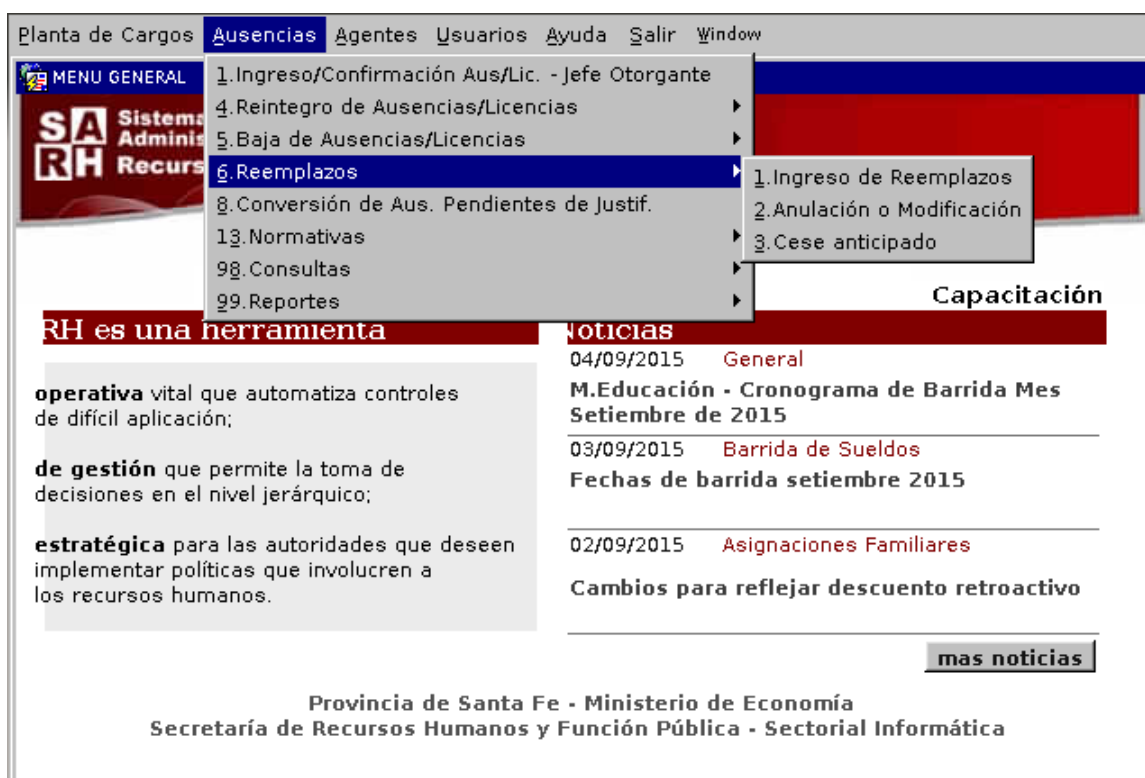 Planta de Cargos Ausencias Agentes Usuarios Ayuda Salir Window
MENU GENERAL
SARH
Sistema
Adminis
Recurs
1.Ingreso/Confirmación Aus/Lic. - Jefe Otorgante
4.Reintegro de Ausencias/Licencias
5.Baja de Ausencias/Licencias
6.Reemplazos
8.Conversión de Aus. Pendientes de Justif.
13.Normativas
98.Consultas
99.Reportes
1.Ingreso de Reemplazos
2.Anulación o Modificación
3.Cese anticipado
Capacitación
RH es una herramienta
operativa vital que automatiza controles
de difícil aplicación;
de gestión que permite la toma de
decisiones en el nivel jerárquico;
estratégica para las autoridades que deseen
implementar políticas que involucren a
los recursos humanos.
Noticias
04/09/2015 General
M.Educación - Cronograma de Barrida Mes
Setiembre de 2015
03/09/2015 Barrida de Sueldos
Fechas de barrida setiembre 2015
02/09/2015 Asignaciones Familiares
Cambios para reflejar descuento retroactivo
mas noticias
Provincia de Santa Fe - Ministerio de Economía
Secretaría de Recursos Humanos y Función Pública - Sectorial Informática